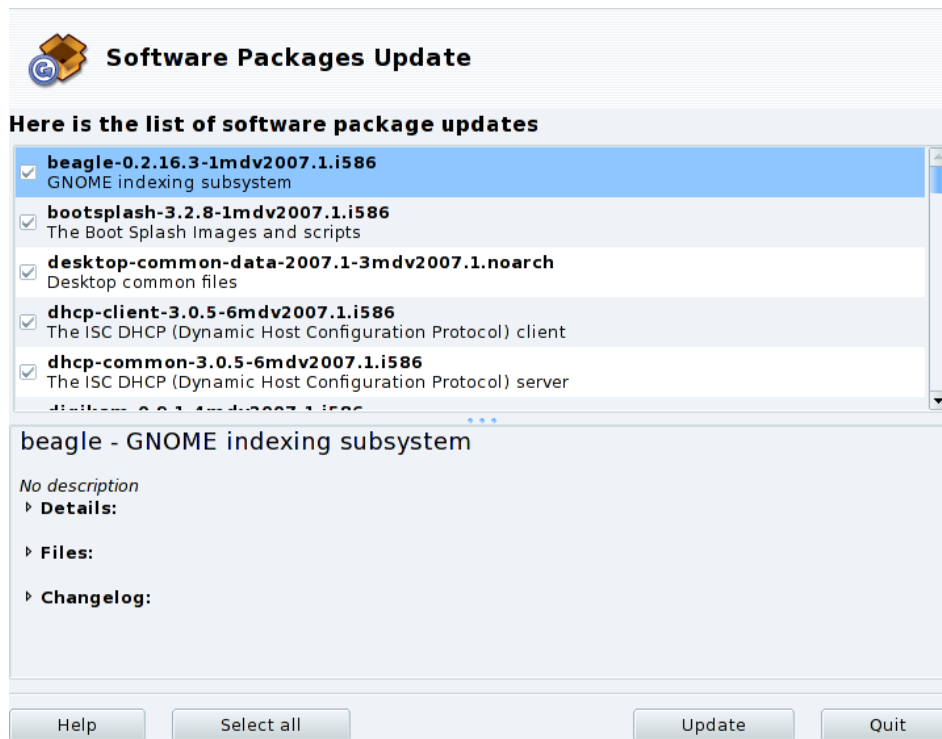 Software Packages Update
Here is the list of software package updates
beagle-0.2.16.3-1mdv2007.1.i586
GNOME indexing subsystem
bootsplash-3.2.8-1mdv2007.1.i586
The Boot Splash Images and scripts
desktop-common-data-2007.1-3mdv2007.1.noarch
Desktop common files
dhcp-client-3.0.5-6mdv2007.1.i586
The ISC DHCP (Dynamic Host Configuration Protocol) client
dhcp-common-3.0.5-6mdv2007.1.i586
The ISC DHCP (Dynamic Host Configuration Protocol) server
beagle - GNOME indexing subsystem
No description
Details:
Files:
Changelog:
Help Select all Update Quit